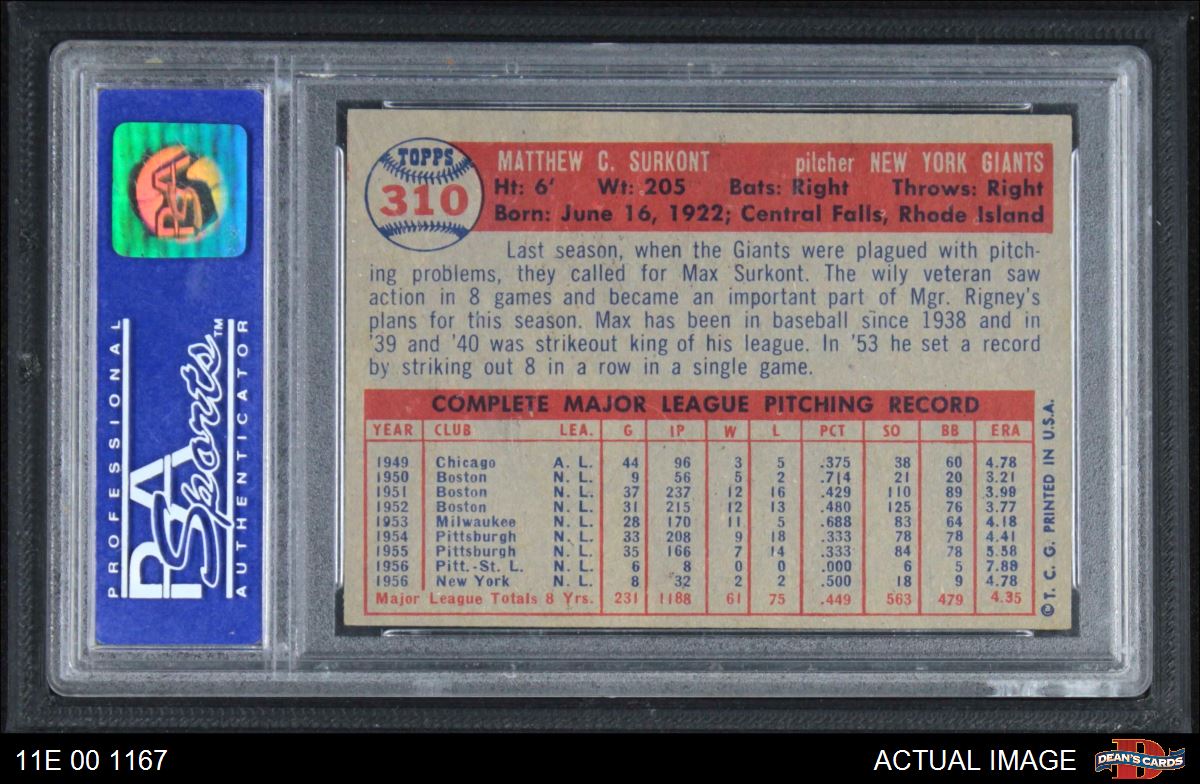 PSA
PROFESSIONAL
PSA Sports™
AUTHENTICATOR
TOPPS
310
MATTHEW C. SURKONT pitcher NEW YORK GIANTS
Ht: 6' Wt: 205 Bats: Right Throws: Right
Born: June 16, 1922; Central Falls, Rhode Island
Last season, when the Giants were plagued with pitch-
ing problems, they called for Max Surkont. The wily veteran saw
action in 8 games and became an important part of Mgr. Rigney's
plans for this season. Max has been in baseball since 1938 and in
'39 and '40 was strikeout king of his league. In '53 he set a record
by striking out 8 in a row in a single game.
COMPLETE MAJOR LEAGUE PITCHING RECORD
YEAR CLUB LEA. G IP W L PCT SO BB ERA
1949 Chicago A. L. 44 96 3 5 .375 38 60 4.78
1950 Boston N. L. 9 56 5 2 .714 21 20 3.21
1951 Boston N. L. 37 237 12 16 .429 110 89 3.99
1952 Boston N. L. 31 215 12 13 .480 125 76 3.77
1953 Milwaukee N. L. 28 170 11 5 .688 83 64 4.18
1954 Pittsburgh N. L. 33 208 9 18 .333 78 78 4.41
1955 Pittsburgh N. L. 35 166 7 14 .333 84 78 5.58
1956 Pitt.-St. L. N. L. 6 8 0 0 .000 6 5 7.88
1956 New York N. L. 8 32 2 2 .500 18 9 4.78
Major League Totals 8 Yrs. 231 1188 61 75 .449 563 479 4.35
© T. C. G. PRINTED IN U.S.A.
11E 00 1167
ACTUAL IMAGE
D
DEAN'S CARDS